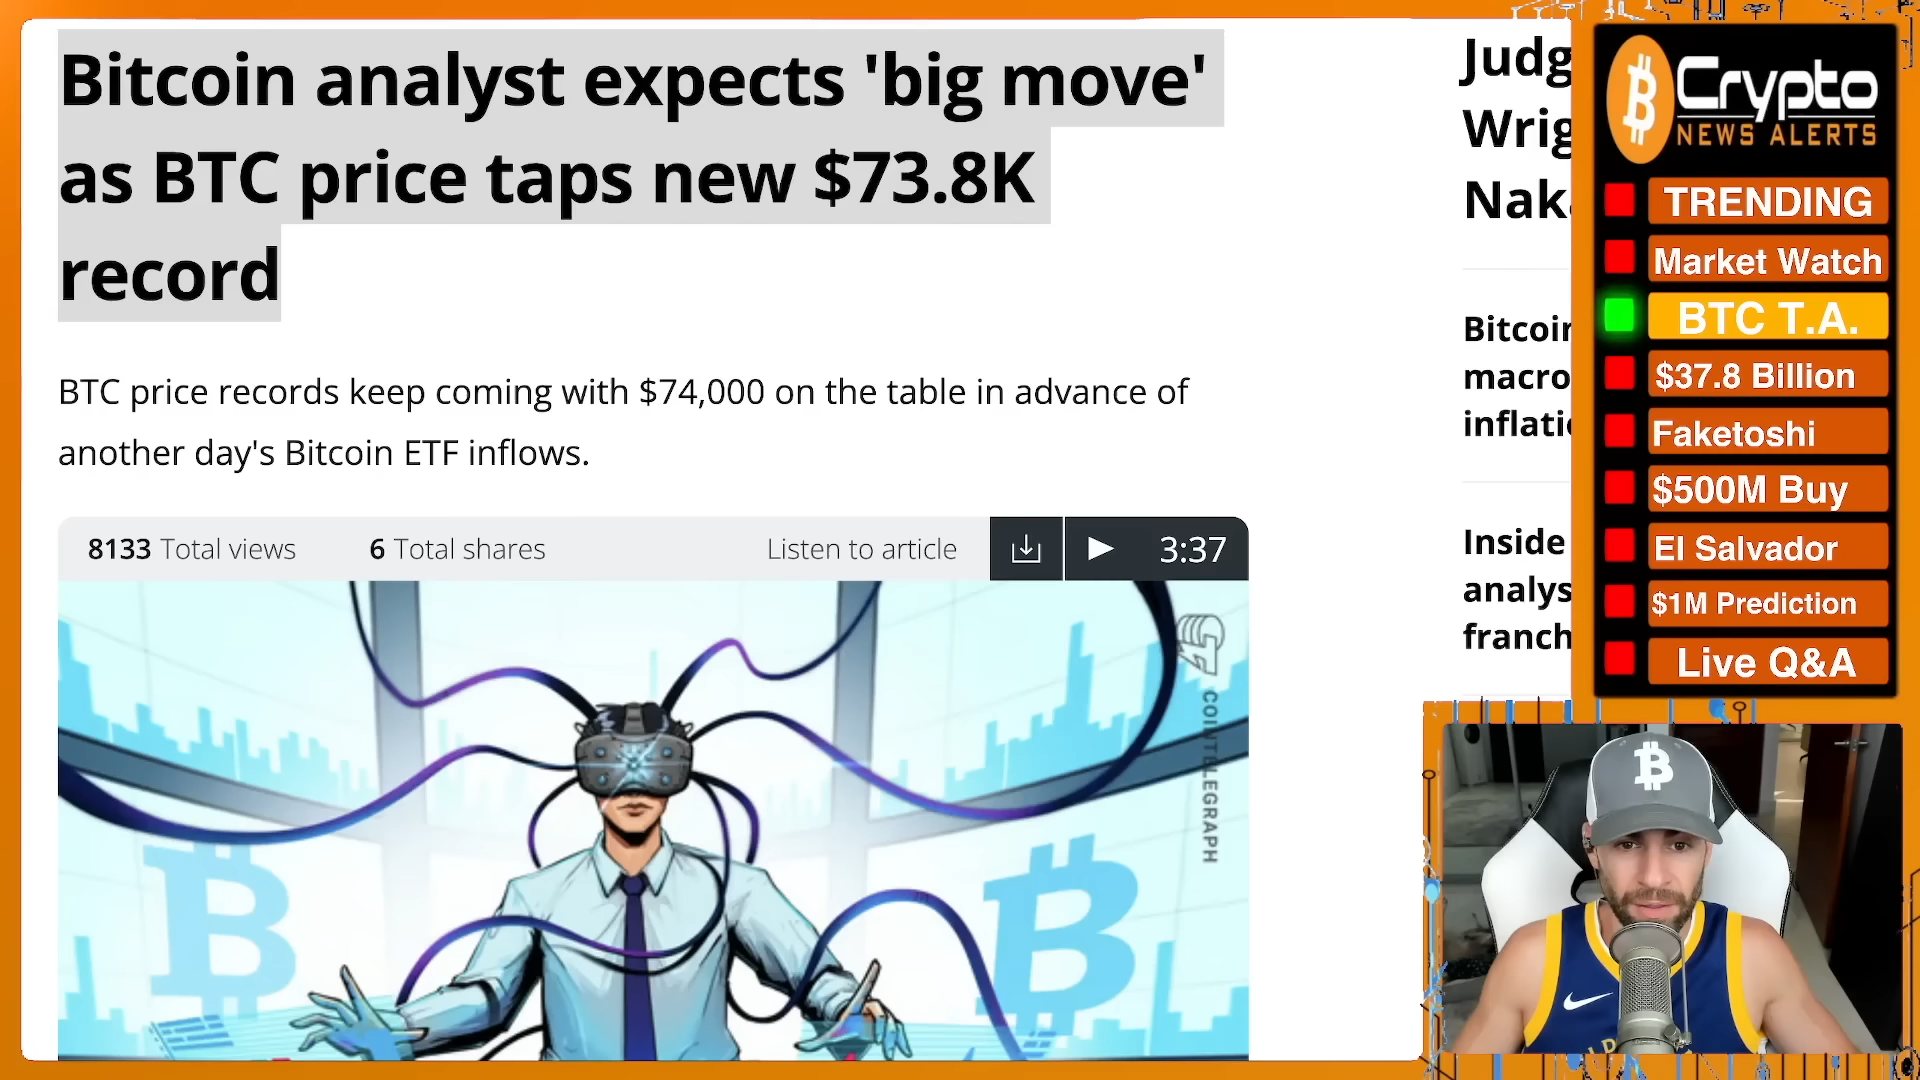 Bitcoin analyst expects 'big move'
as BTC price taps new $73.8K
record
BTC price records keep coming with $74,000 on the table in advance of
another day's Bitcoin ETF inflows.
8133 Total views
6 Total shares
Listen to article
3:37
COINTELEGRAPH
Judg
Wrig
Nak
Bitcoin
macro
inflati
Inside
analys
franch
Crypto
NEWS ALERTS
TRENDING
Market Watch
BTC T.A.
$37.8 Billion
Faketoshi
$500M Buy
El Salvador
$1M Prediction
Live Q&A